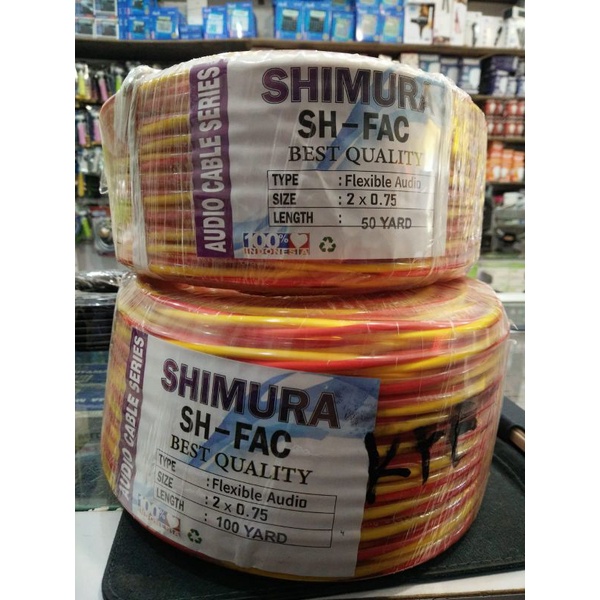 AUDIO CABLE SERIES
SHIMURA
SH-FAC
BEST QUALITY
TYPE : Flexible Audio
SIZE : 2 x 0.75
LENGTH : 50 YARD
100%
INDONESIA
AUDIO CABLE SERIES
SHIMURA
SH-FAC
BEST QUALITY
TYPE : Flexible Audio
SIZE : 2 x 0.75
LENGTH : 100 YARD
100%